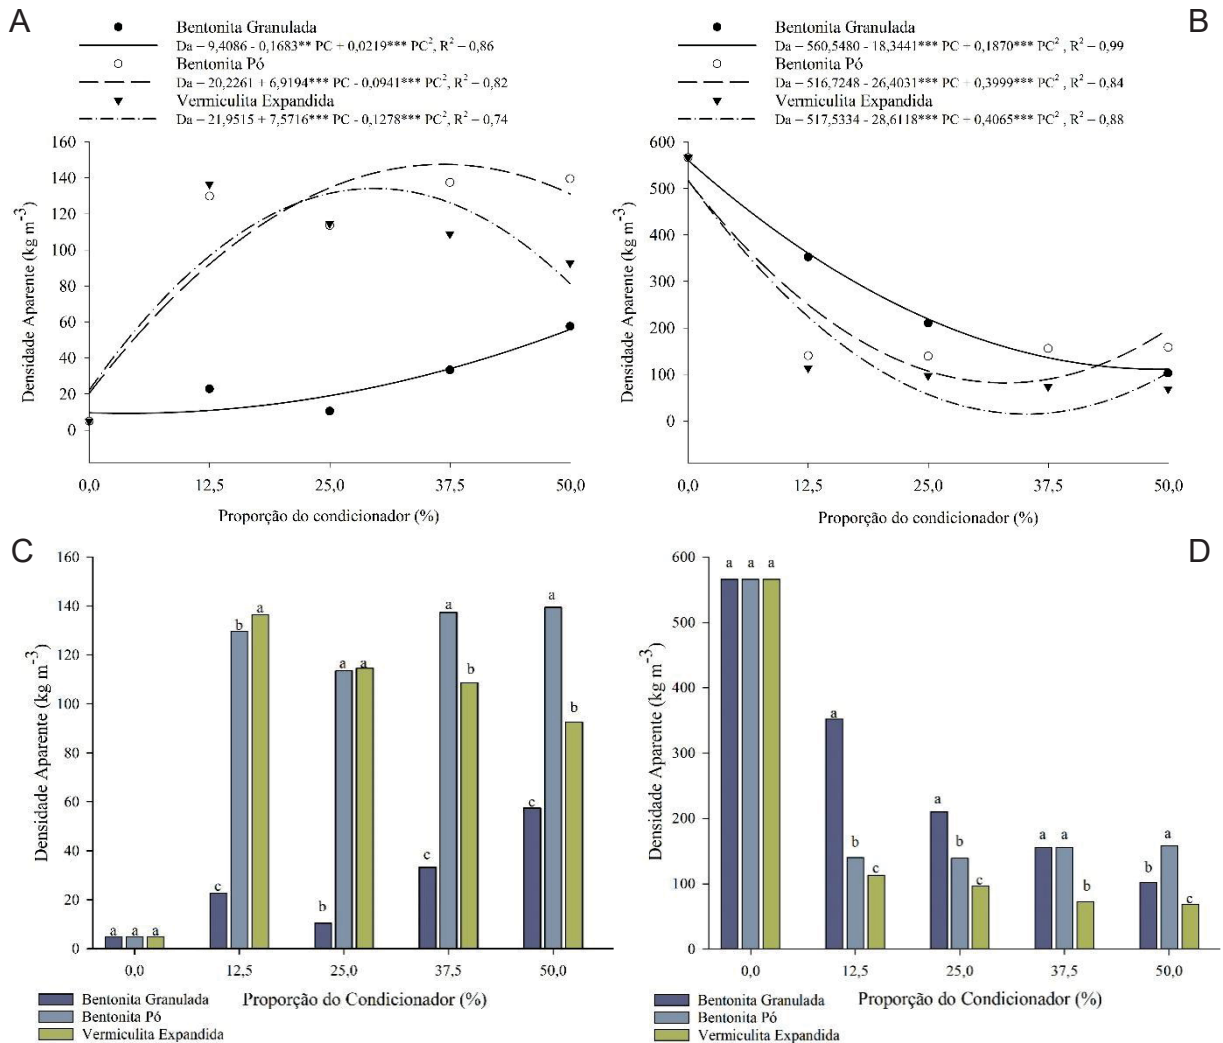 A
Bentonita Granulada
Da – 9,4086 - 0,1683** PC + 0,0219*** PC², R² – 0,86
Bentonita Pó
Da – 20,2261 + 6,9194*** PC - 0,0941*** PC², R² – 0,82
Vermiculita Expandida
Da – 21,9515 + 7,5716*** PC - 0,1278*** PC², R² – 0,74
160
140
120
100
80
60
40
20
0
Densidade Aparente (kg m⁻³)
0,0 12,5 25,0 37,5 50,0
Proporção do condicionador (%)
B
Bentonita Granulada
Da – 560,5480 - 18,3441*** PC + 0,1870*** PC², R² – 0,99
Bentonita Pó
Da – 516,7248 - 26,4031*** PC + 0,3999*** PC² , R² – 0,84
Vermiculita Expandida
Da – 517,5334 - 28,6118*** PC + 0,4065*** PC² , R² – 0,88
600
500
400
300
200
100
0
Densidade Aparente (kg m⁻³)
0,0 12,5 25,0 37,5 50,0
Proporção do condicionador (%)
C
160
140
120
100
80
60
40
20
0
Densidade Aparente (kg m⁻³)
a a a
c b a
b a a
c a b
c a b
0,0 12,5 25,0 37,5 50,0
Proporção do Condicionador (%)
Bentonita Granulada
Bentonita Pó
Vermiculita Expandida
D
600
500
400
300
200
100
0
Densidade Aparente (kg m⁻³)
a a a
a b c
a b c
a a b
b a c
0,0 12,5 25,0 37,5 50,0
Proporção do Condicionador (%)
Bentonita Granulada
Bentonita Pó
Vermiculita Expandida